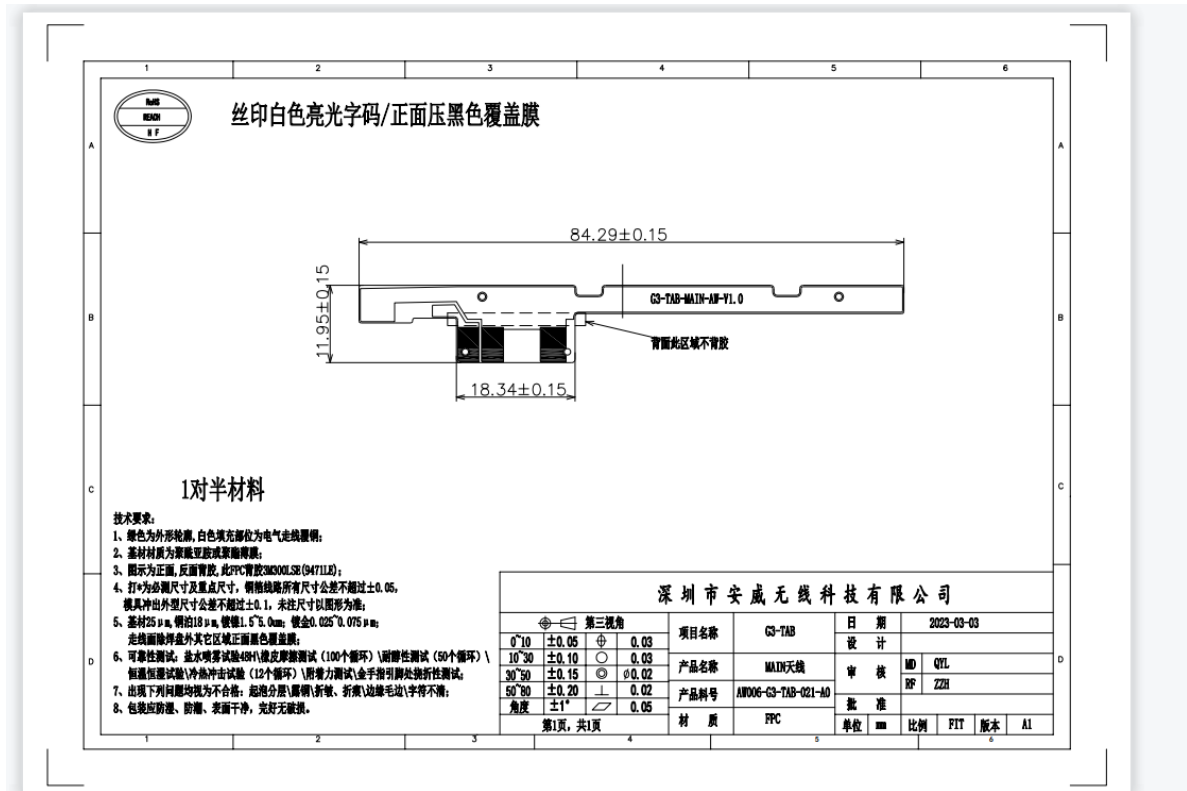 1 2 3 4 5 6
RoHS
REACH
H F
丝印白色亮光字码/正面压黑色覆盖膜
A A
84.29±0.15
11.95±0.15
G3-TAB-MAIN-AW-V1.0
B B
背面此区域不背胶
18.34±0.15
C C
1对半材料
技术要求:
1、绿色为外形轮廓,白色填充部位为电气走线覆铜;
2、基材材质为聚酰亚胺或聚酯薄膜;
3、图示为正面,反面背胶,此FPC背胶3M300LSE(9471LE);
4、打*为必测尺寸及重点尺寸，铜箔线路所有尺寸公差不超过±0.05,
模具冲出外型尺寸公差不超过±0.1，未注尺寸以图形为准;
5、基材25μm,铜泊18μm,镀镍1.5~5.0um; 镀金0.025~0.075μm;
走线面除焊盘外其它区域正面黑色覆盖膜;
6、可靠性测试: 盐水喷雾试验48H\橡皮摩擦测试（100个循环）\耐醇性测试（50个循环）\
恒温恒湿试验\冷热冲击试验（12个循环）\附着力测试\金手指引脚处挠折性测试;
7、出现下列问题均视为不合格: 起泡分层\露铜\折皱、折痕\边缘毛边\字符不清;
8、包装应防湿、防潮、表面干净，完好无破损。
D D
深圳市安威无线科技有限公司
第三视角
0~10 ±0.05 0.03
10~30 ±0.10 0.03
30~50 ±0.15 ø0.02
50~80 ±0.20 0.02
角度 ±1° 0.05
第1页，共1页
项目名称 G3-TAB
产品名称 MAIN天线
产品料号 AW006-G3-TAB-021-A0
材 质 FPC
日 期 2023-03-03
设 计
审 核 MD QYL
RF ZZH
批 准
单位 mm 比例 FIT 版本 A1
1 2 3 4 5 6